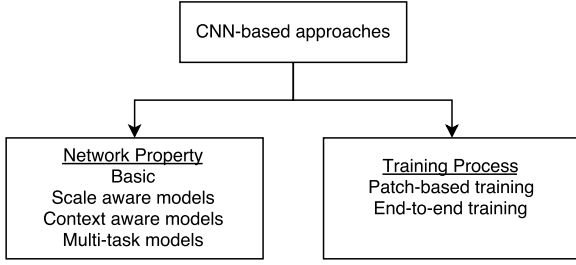 CNN-based approaches
Network Property
Basic
Scale aware models
Context aware models
Multi-task models
Training Process
Patch-based training
End-to-end training